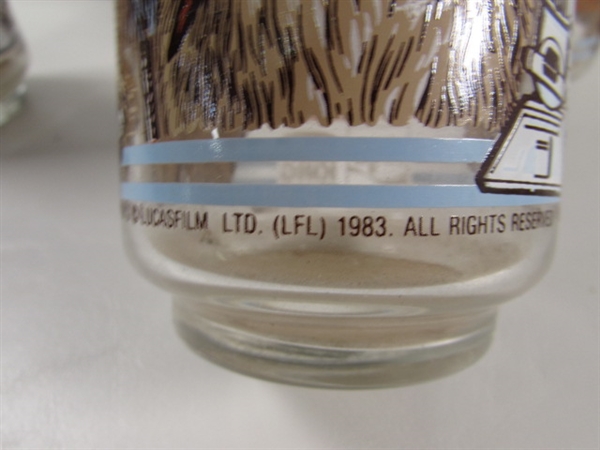 © LUCASFILM LTD. (LFL) 1983. ALL RIGHTS RESERVED